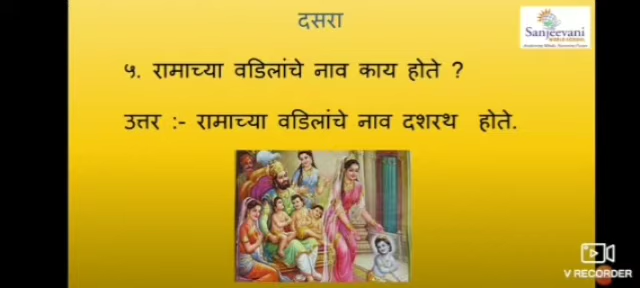 दसरा
Sanjeevani
५. रामाच्या वडिलांचे नाव काय होते ?
उत्तर :- रामाच्या वडिलांचे नाव दशरथ होते.
V RECORDER